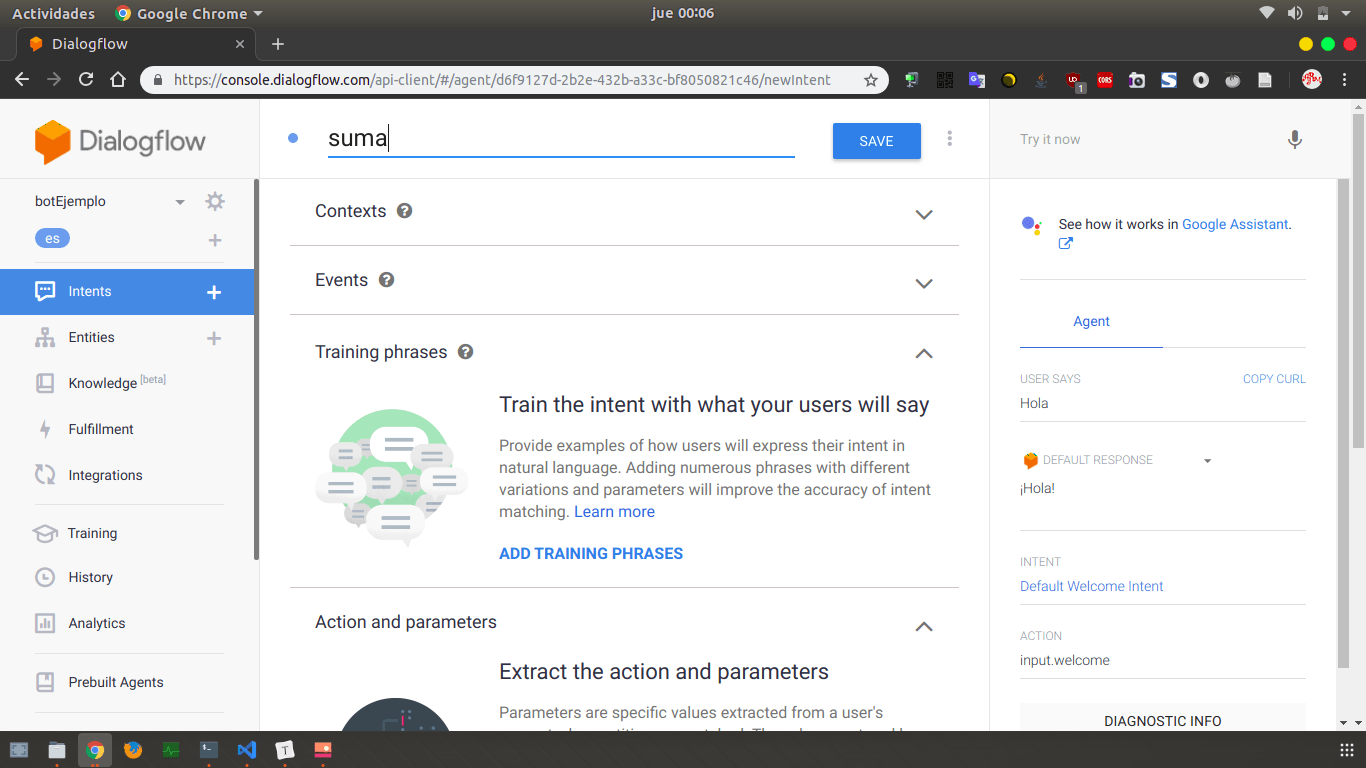 Actividades
Google Chrome
jue 00:06
Dialogflow
https://console.dialogflow.com/api-client/#/agent/d6f9127d-2b2e-432b-a33c-bf8050821c46/newIntent
1
CORS
Dialogflow
botEjemplo
es
Intents
Entities
Knowledge [beta]
Fulfillment
Integrations
Training
History
Analytics
Prebuilt Agents
suma
SAVE
Contexts
Events
Training phrases
Train the intent with what your users will say
Provide examples of how users will express their intent in
natural language. Adding numerous phrases with different
variations and parameters will improve the accuracy of intent
matching. Learn more
ADD TRAINING PHRASES
Action and parameters
Extract the action and parameters
Parameters are specific values extracted from a user's
Try it now
See how it works in Google Assistant.
Agent
USER SAYS
COPY CURL
Hola
DEFAULT RESPONSE
¡Hola!
INTENT
Default Welcome Intent
ACTION
input.welcome
DIAGNOSTIC INFO